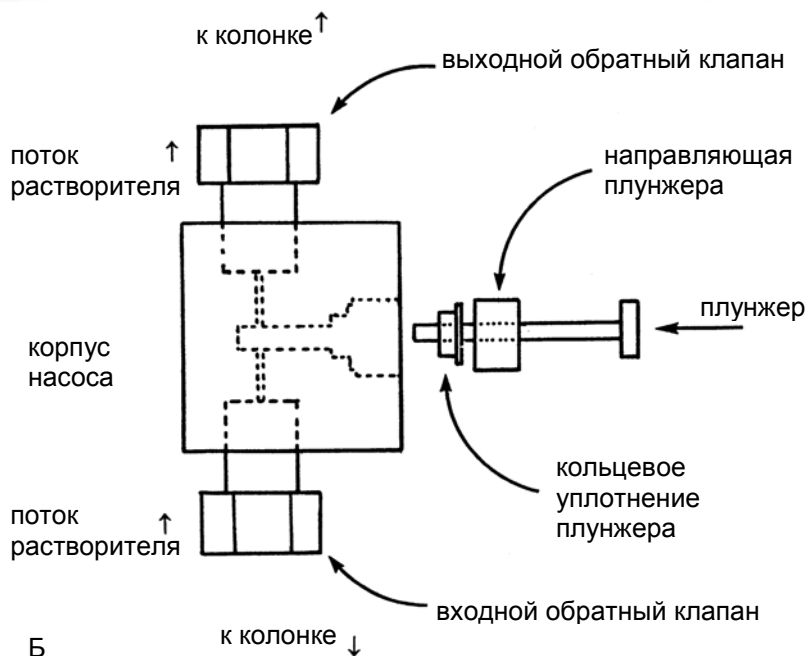 к колонке ↑
выходной обратный клапан
поток ↑
растворителя
направляющая
плунжера
плунжер
корпус
насоса
кольцевое
уплотнение
плунжера
поток ↑
растворителя
входной обратный клапан
Б
к колонке ↓